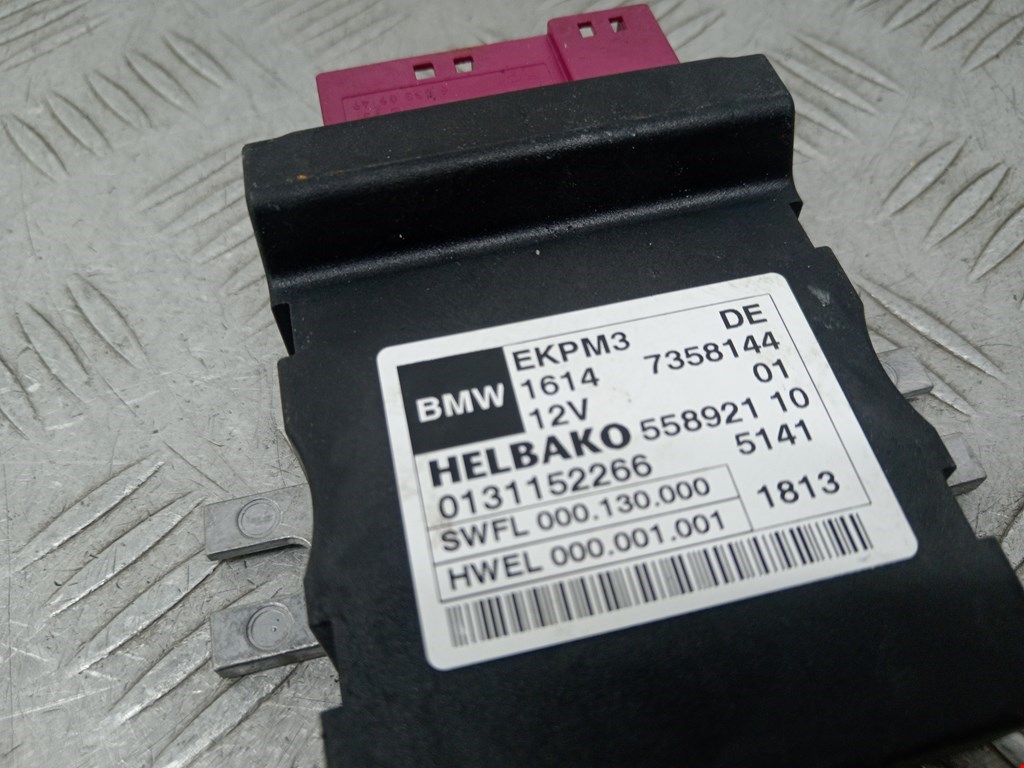 DE
BMW
EKPM3
1614 7358144
12V 01
HELBAKO 558921 10
0131152266 5141
SWFL 000.130.000 1813
HWEL 000.001.001